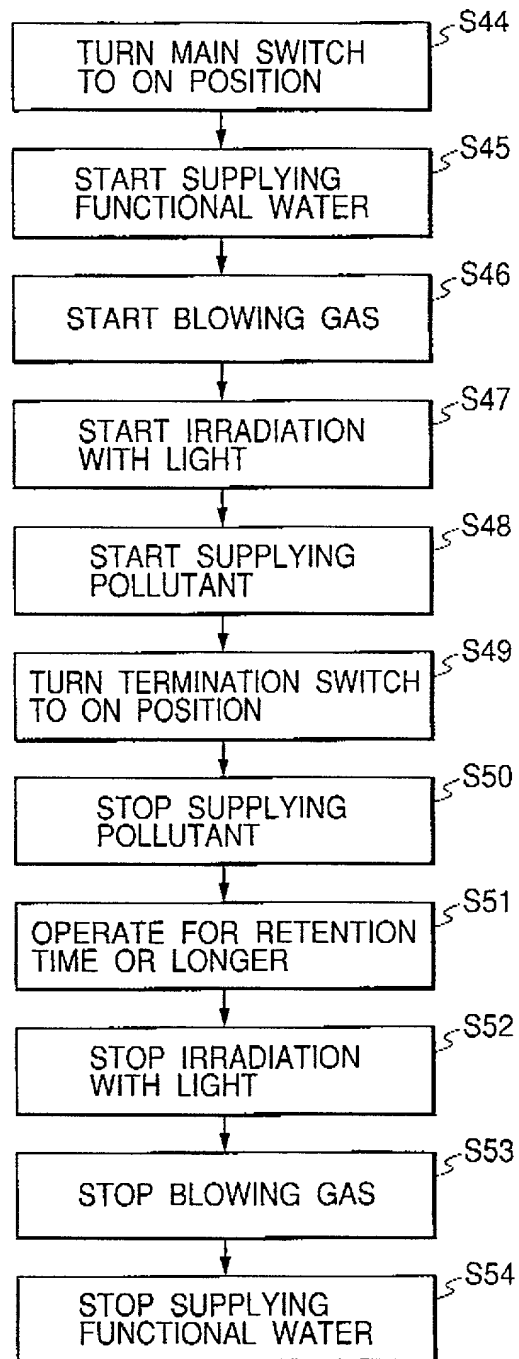 S44
TURN MAIN SWITCH
TO ON POSITION
S45
START SUPPLYING
FUNCTIONAL WATER
S46
START BLOWING GAS
S47
START IRRADIATION
WITH LIGHT
S48
START SUPPLYING
POLLUTANT
S49
TURN TERMINATION SWITCH
TO ON POSITION
S50
STOP SUPPLYING
POLLUTANT
S51
OPERATE FOR RETENTION
TIME OR LONGER
S52
STOP IRRADIATION
WITH LIGHT
S53
STOP BLOWING GAS
S54
STOP SUPPLYING
FUNCTIONAL WATER